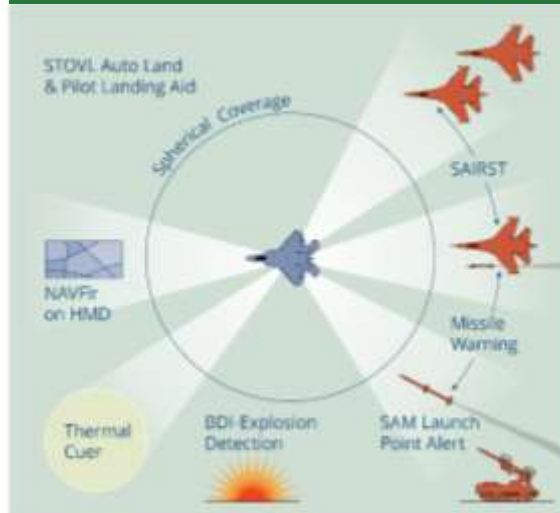 STOVL Auto Land
& Pilot Landing Aid
Spherical Coverage
SAIRST
NAVFir
on HMD
Missile
Warning
Thermal
Cuer
BDI-Explosion
Detection
SAM Launch
Point Alert